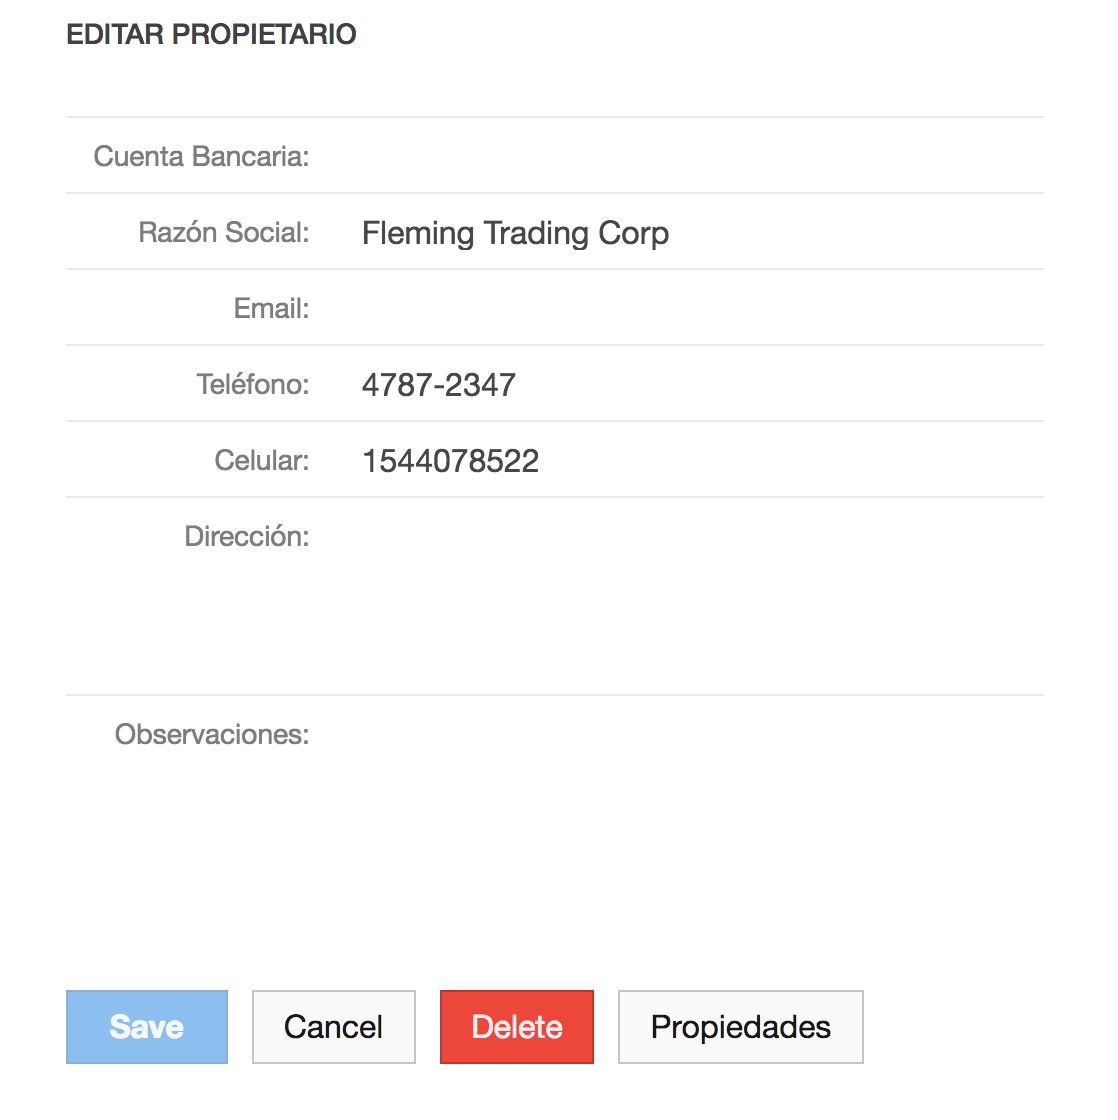 EDITAR PROPIETARIO
Cuenta Bancaria:
Razón Social: Fleming Trading Corp
Email:
Teléfono: 4787-2347
Celular: 1544078522
Dirección:
Observaciones:
Save Cancel Delete Propiedades